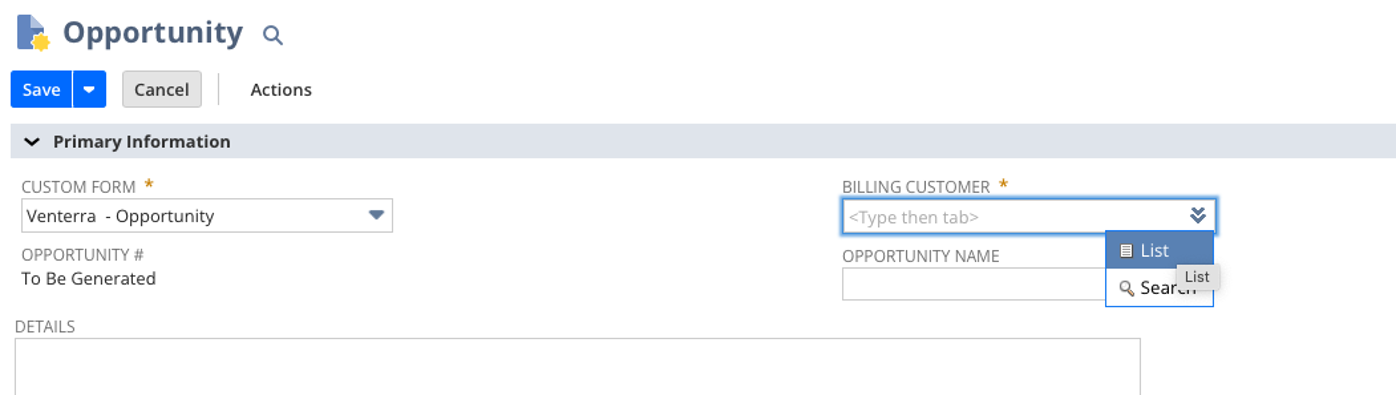 Opportunity
Save
Cancel
Actions
Primary Information
CUSTOM FORM *
Venterra - Opportunity
OPPORTUNITY #
To Be Generated
BILLING CUSTOMER *
<Type then tab>
List
List
Search
OPPORTUNITY NAME
DETAILS